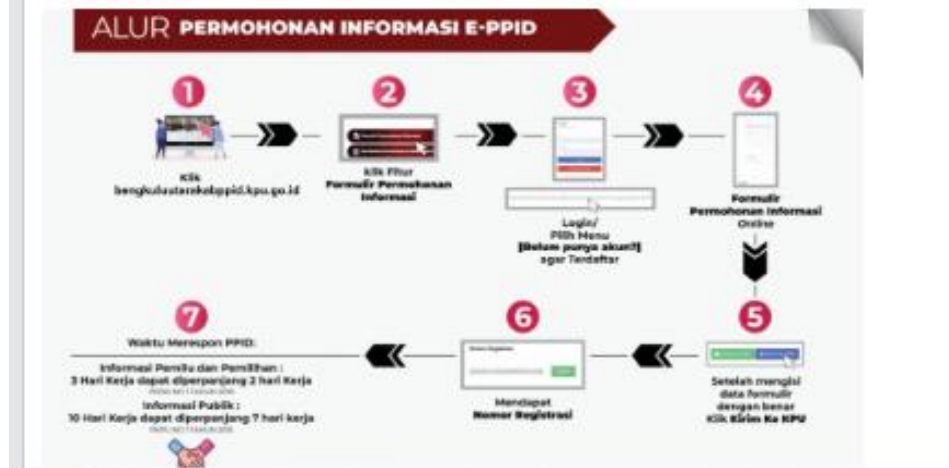 ALUR PERMOHONAN INFORMASI E-PPID
1
2
3
4
Klik
bengkuluutarakabppid.kpu.go.id
klik Fitur
Formulir Permohonan
Informasi
Login/
Pilih Menu
[Belum punya akun?]
agar Terdaftar
Formulir
Permohonan Informasi
Online
7
6
5
Waktu Merespon PPID:
Informasi Pemilu dan Pemilihan :
3 Hari Kerja dapat diperpanjang 2 hari Kerja
Informasi Publik :
10 Hari Kerja dapat diperpanjang 7 hari kerja
Mendapat
Nomor Registrasi
Setelah mengisi
data formulir
dengan benar
Klik Kirim Ke KPU